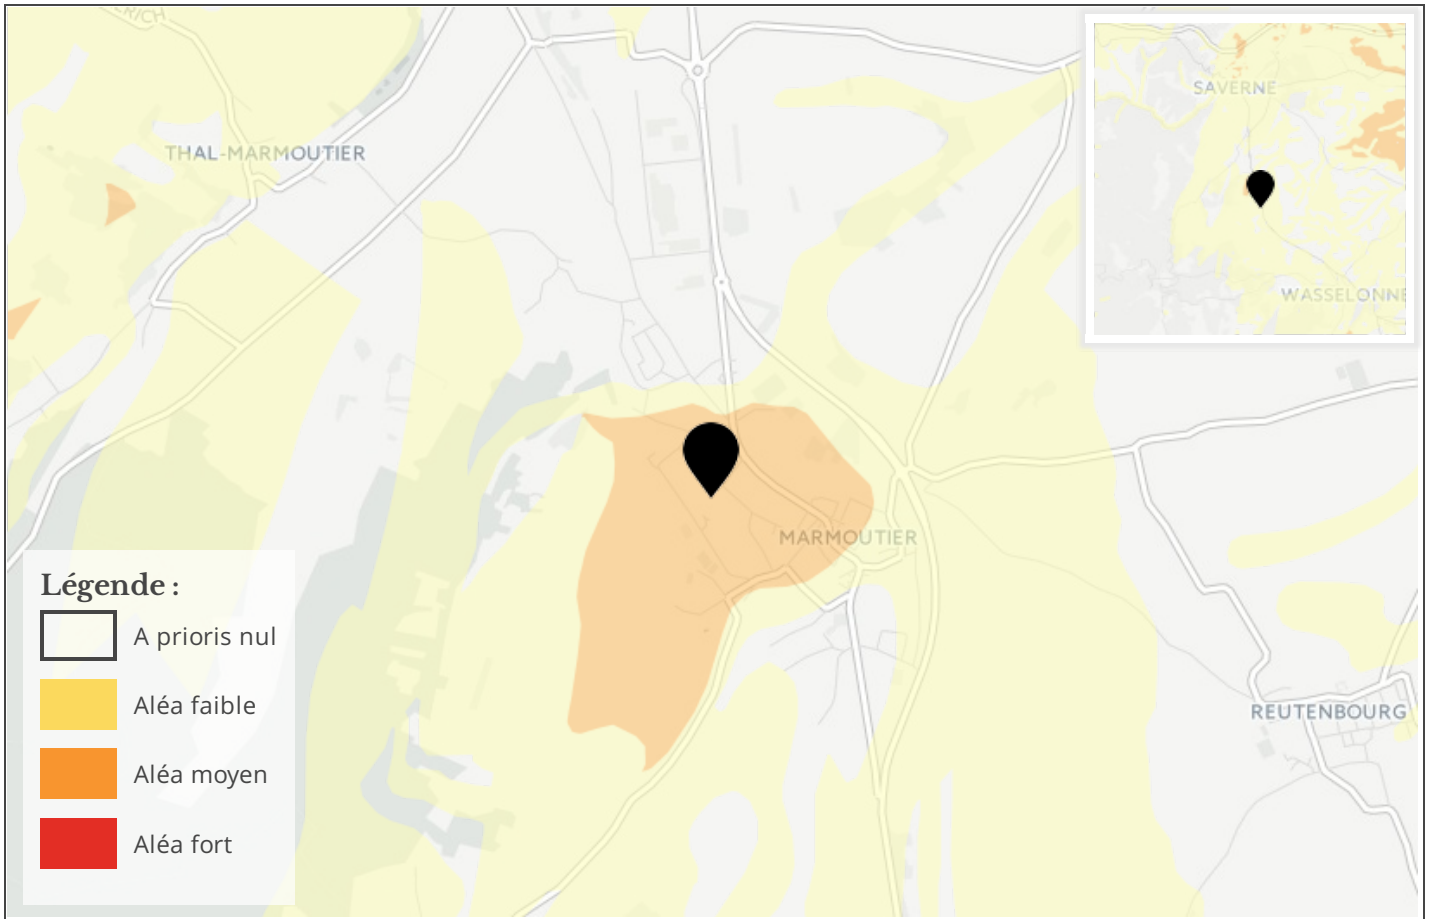 THAL-MARMOUTIER
SAVERNE
WASSELONNE
MARMOUTIER
REUTENBOURG
Légende :
A prioris nul
Aléa faible
Aléa moyen
Aléa fort